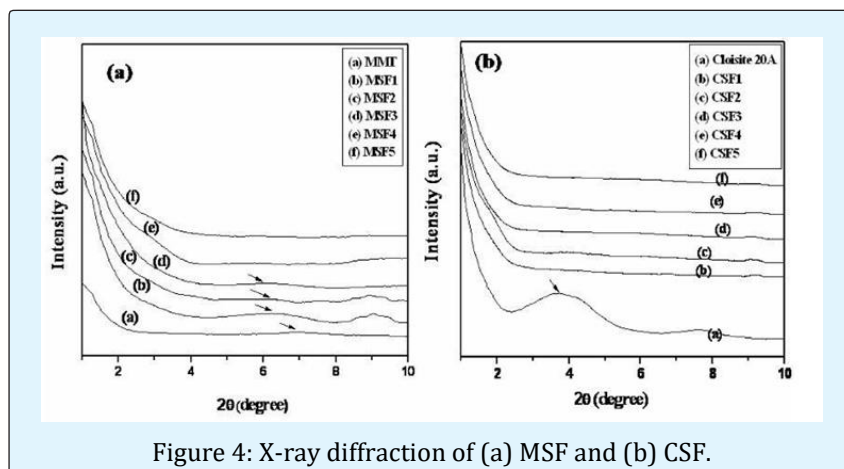 (a)
(a) MMT
(b) MSF1
(c) MSF2
(d) MSF3
(e) MSF4
(f) MSF5
(f)
(e)
(d)
(c)
(b)
(a)
Intensity (a.u.)
2 4 6 8 10
2θ (degree)
(b)
(a) Cloisite 20A
(b) CSF1
(c) CSF2
(d) CSF3
(e) CSF4
(f) CSF5
(f)
(e)
(d)
(c)
(b)
(a)
Intensity (a.u.)
2 4 6 8 10
2θ (degree)
Figure 4: X-ray diffraction of (a) MSF and (b) CSF.